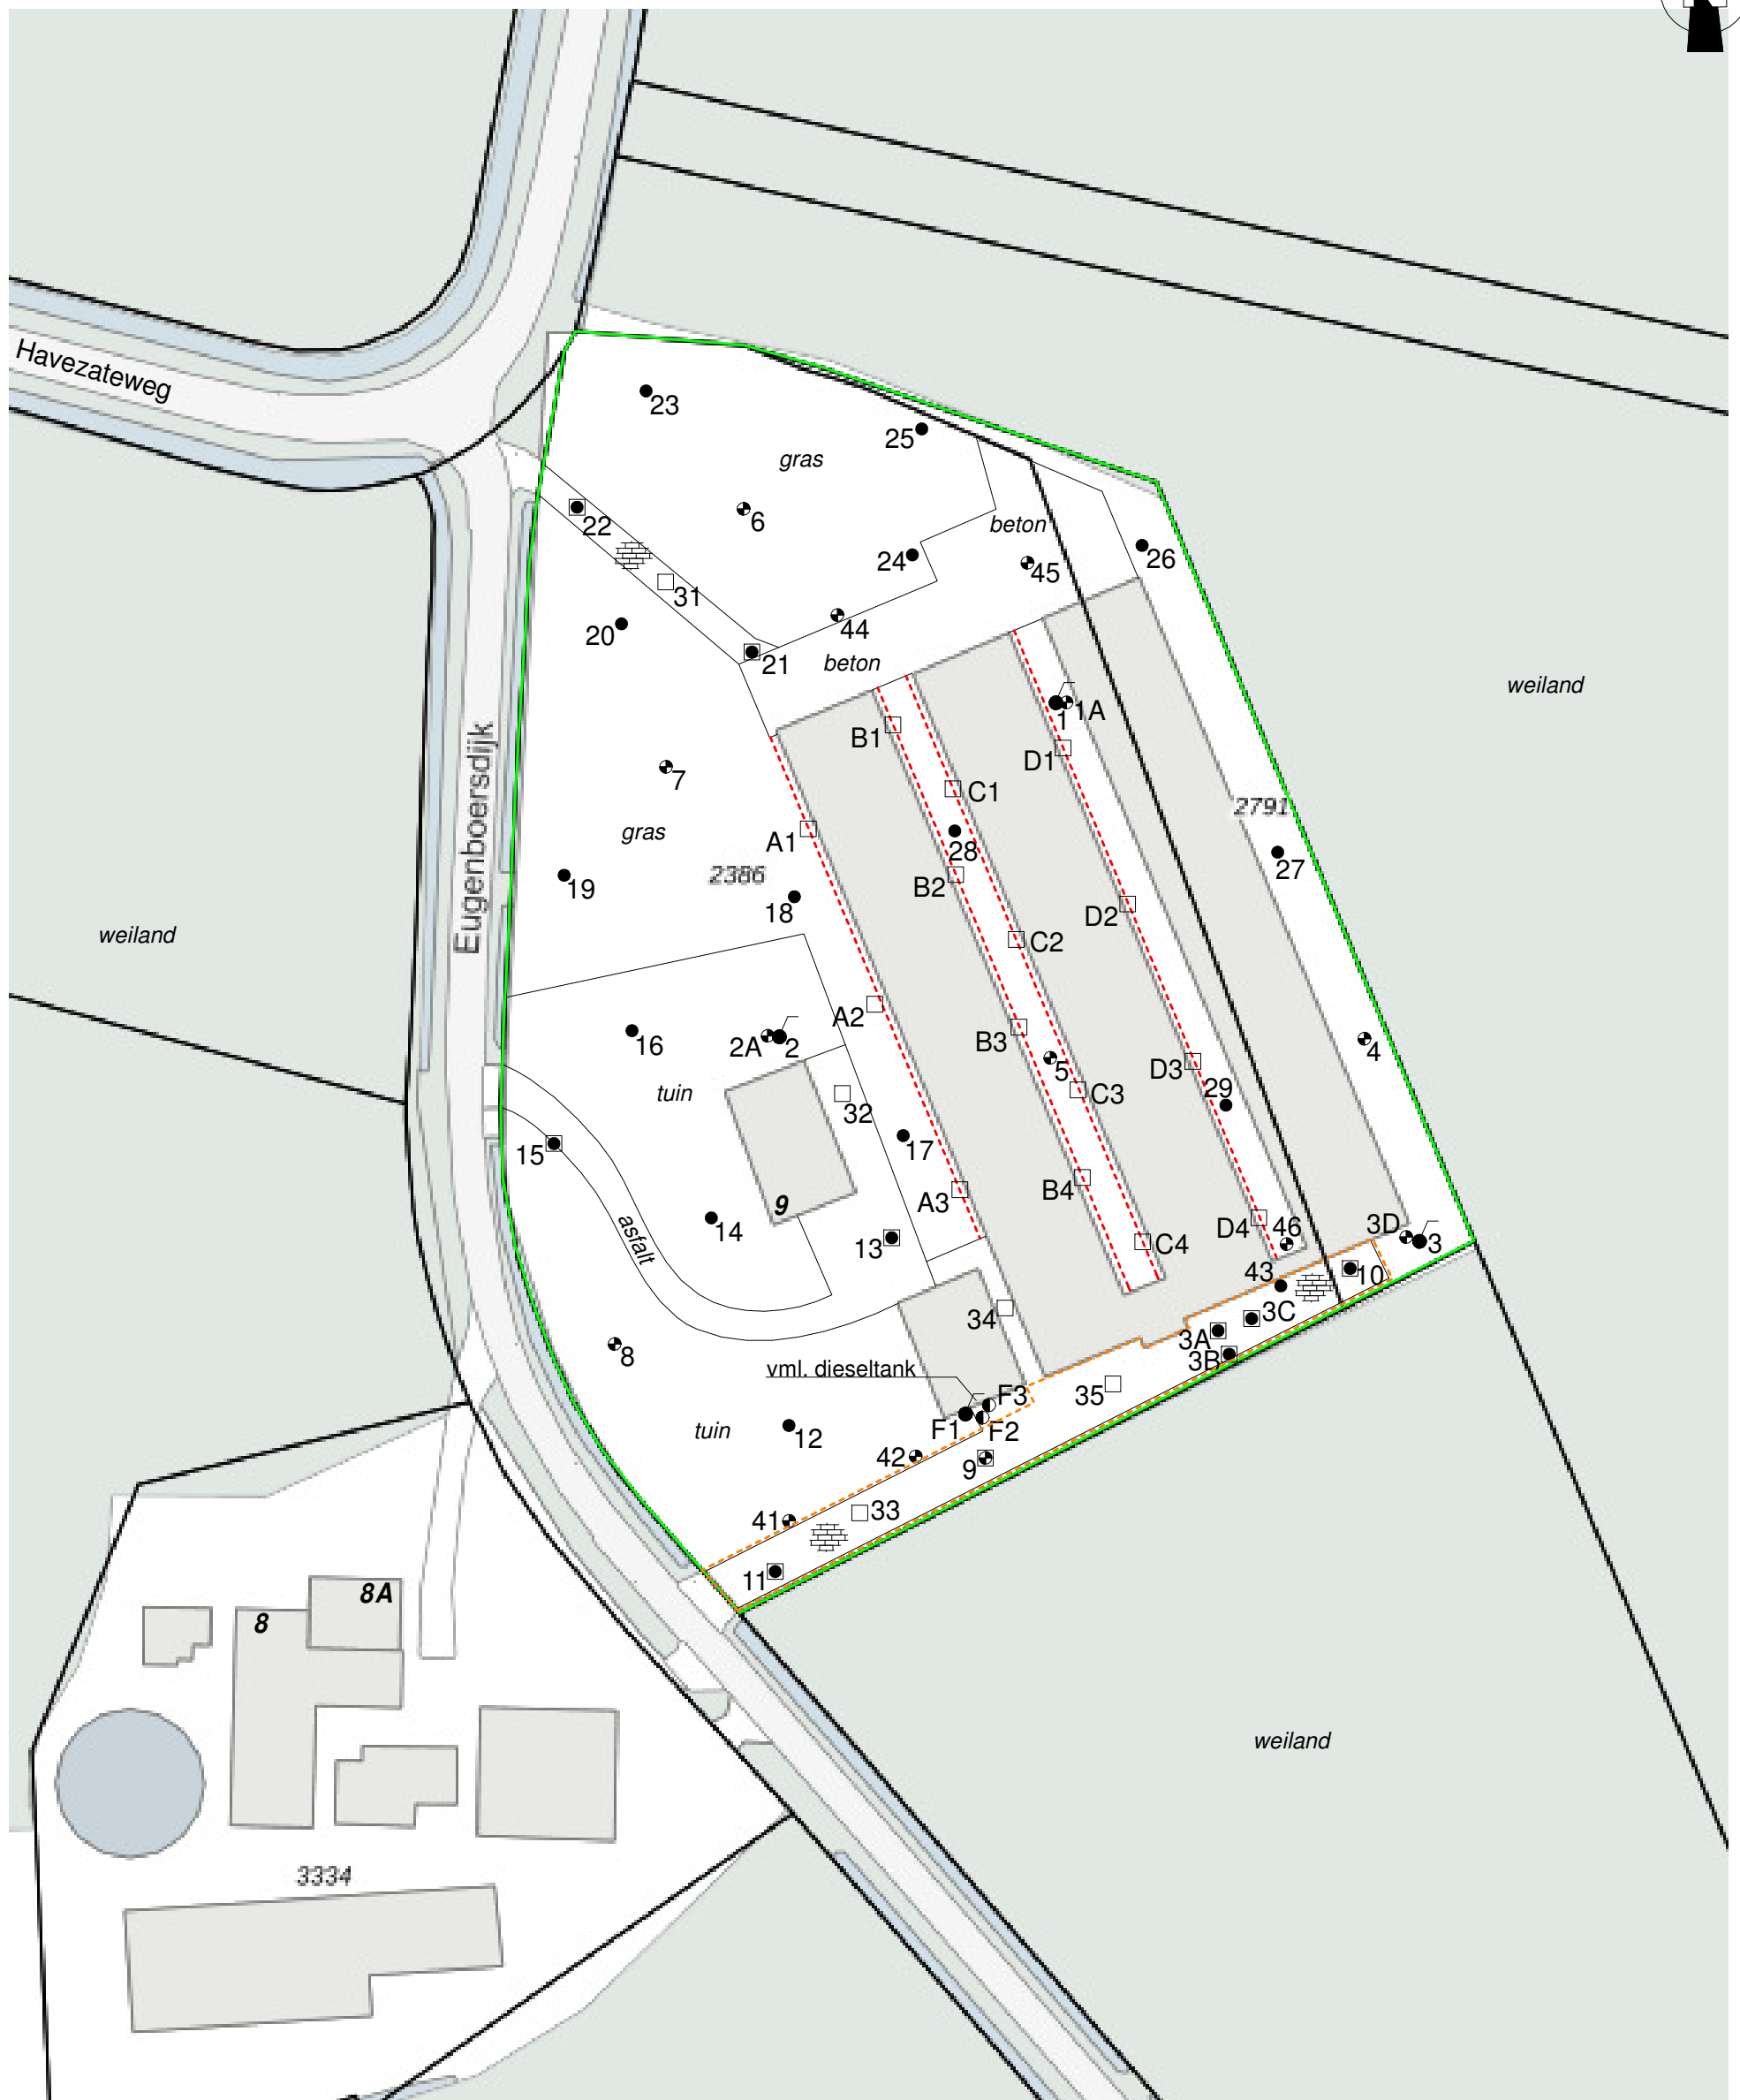 Havezateweg
23
25
gras
22
6
beton
24
45
26
31
20
44
21
beton
weiland
1
1A
B1
D1
7
C1
2791
A1
gras
28
27
19
2386
B2
18
D2
Eugenboersdijk
weiland
C2
A2
16
2A
2
B3
5
4
tuin
32
C3
D3
29
15
17
A3
B4
9
14
asfalt
13
C4
D4
46
3D
3
43
10
34
3C
3A
3B
8
vml. dieseltank
35
F3
F1
F2
tuin
12
42
9
41
33
11
8A
8
weiland
3334